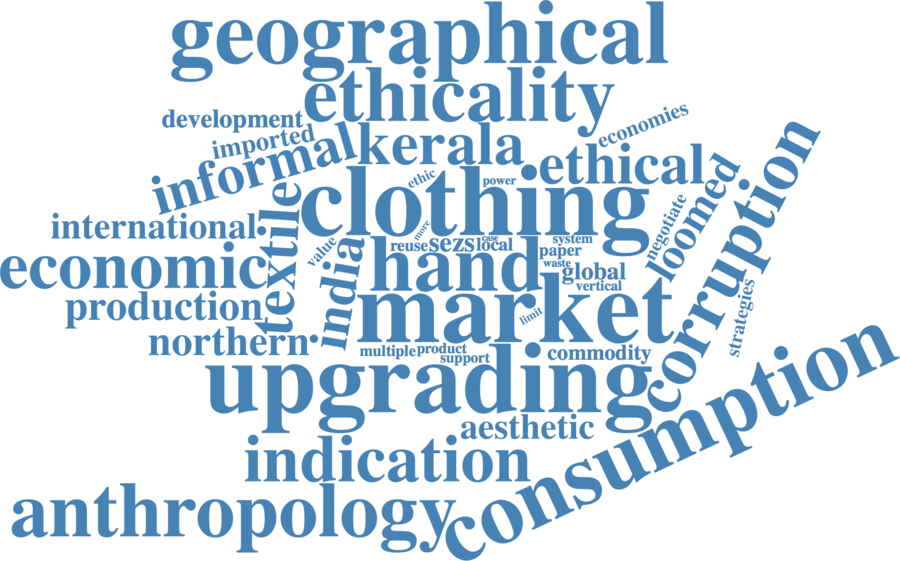 geographical
ethicality
development
economies
imported
informal
kerala
ethical
corruption
loomed
ethic
power
clothing
negotiate
international
textile
value
india
more
reuse
sezs
case
local
system
paper
waste
economic
hand
global
vertical
production
market
limit
strategies
northern
multiple
product
support
commodity
upgrading
consumption
aesthetic
indication
anthropology